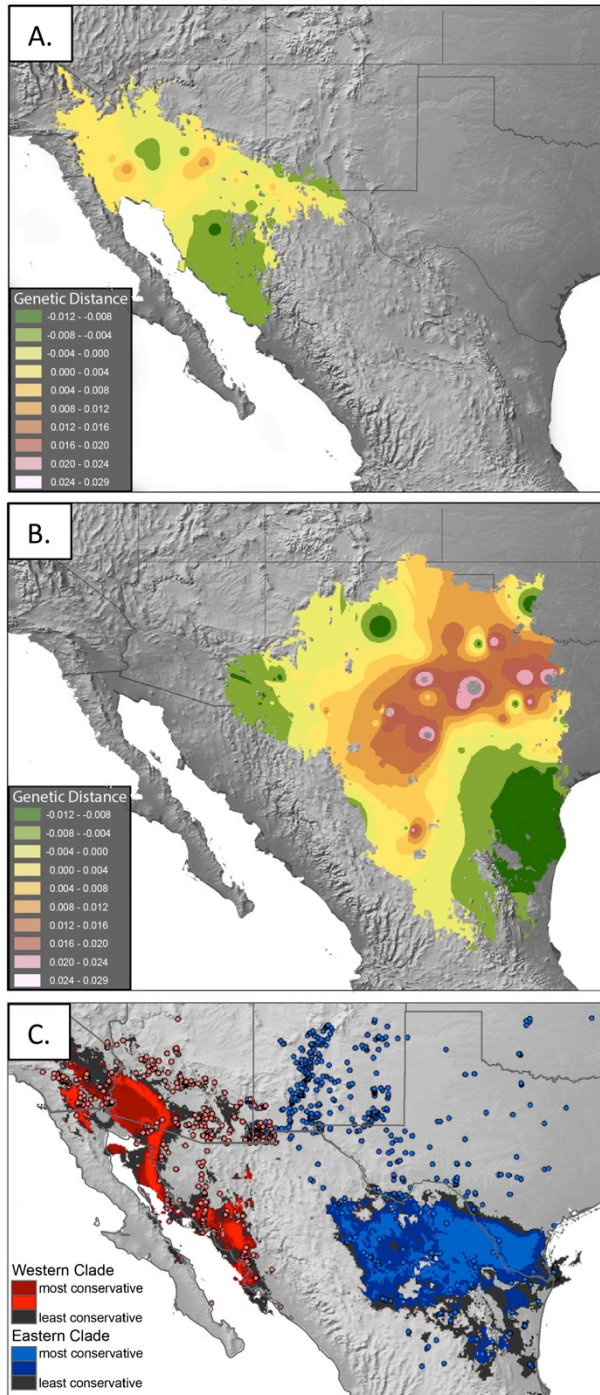 A.
Genetic Distance
-0.012 - -0.008
-0.008 - -0.004
-0.004 - 0.000
0.000 - 0.004
0.004 - 0.008
0.008 - 0.012
0.012 - 0.016
0.016 - 0.020
0.020 - 0.024
0.024 - 0.029
B.
Genetic Distance
-0.012 - -0.008
-0.008 - -0.004
-0.004 - 0.000
0.000 - 0.004
0.004 - 0.008
0.008 - 0.012
0.012 - 0.016
0.016 - 0.020
0.020 - 0.024
0.024 - 0.029
C.
Western Clade
most conservative
least conservative
Eastern Clade
most conservative
least conservative